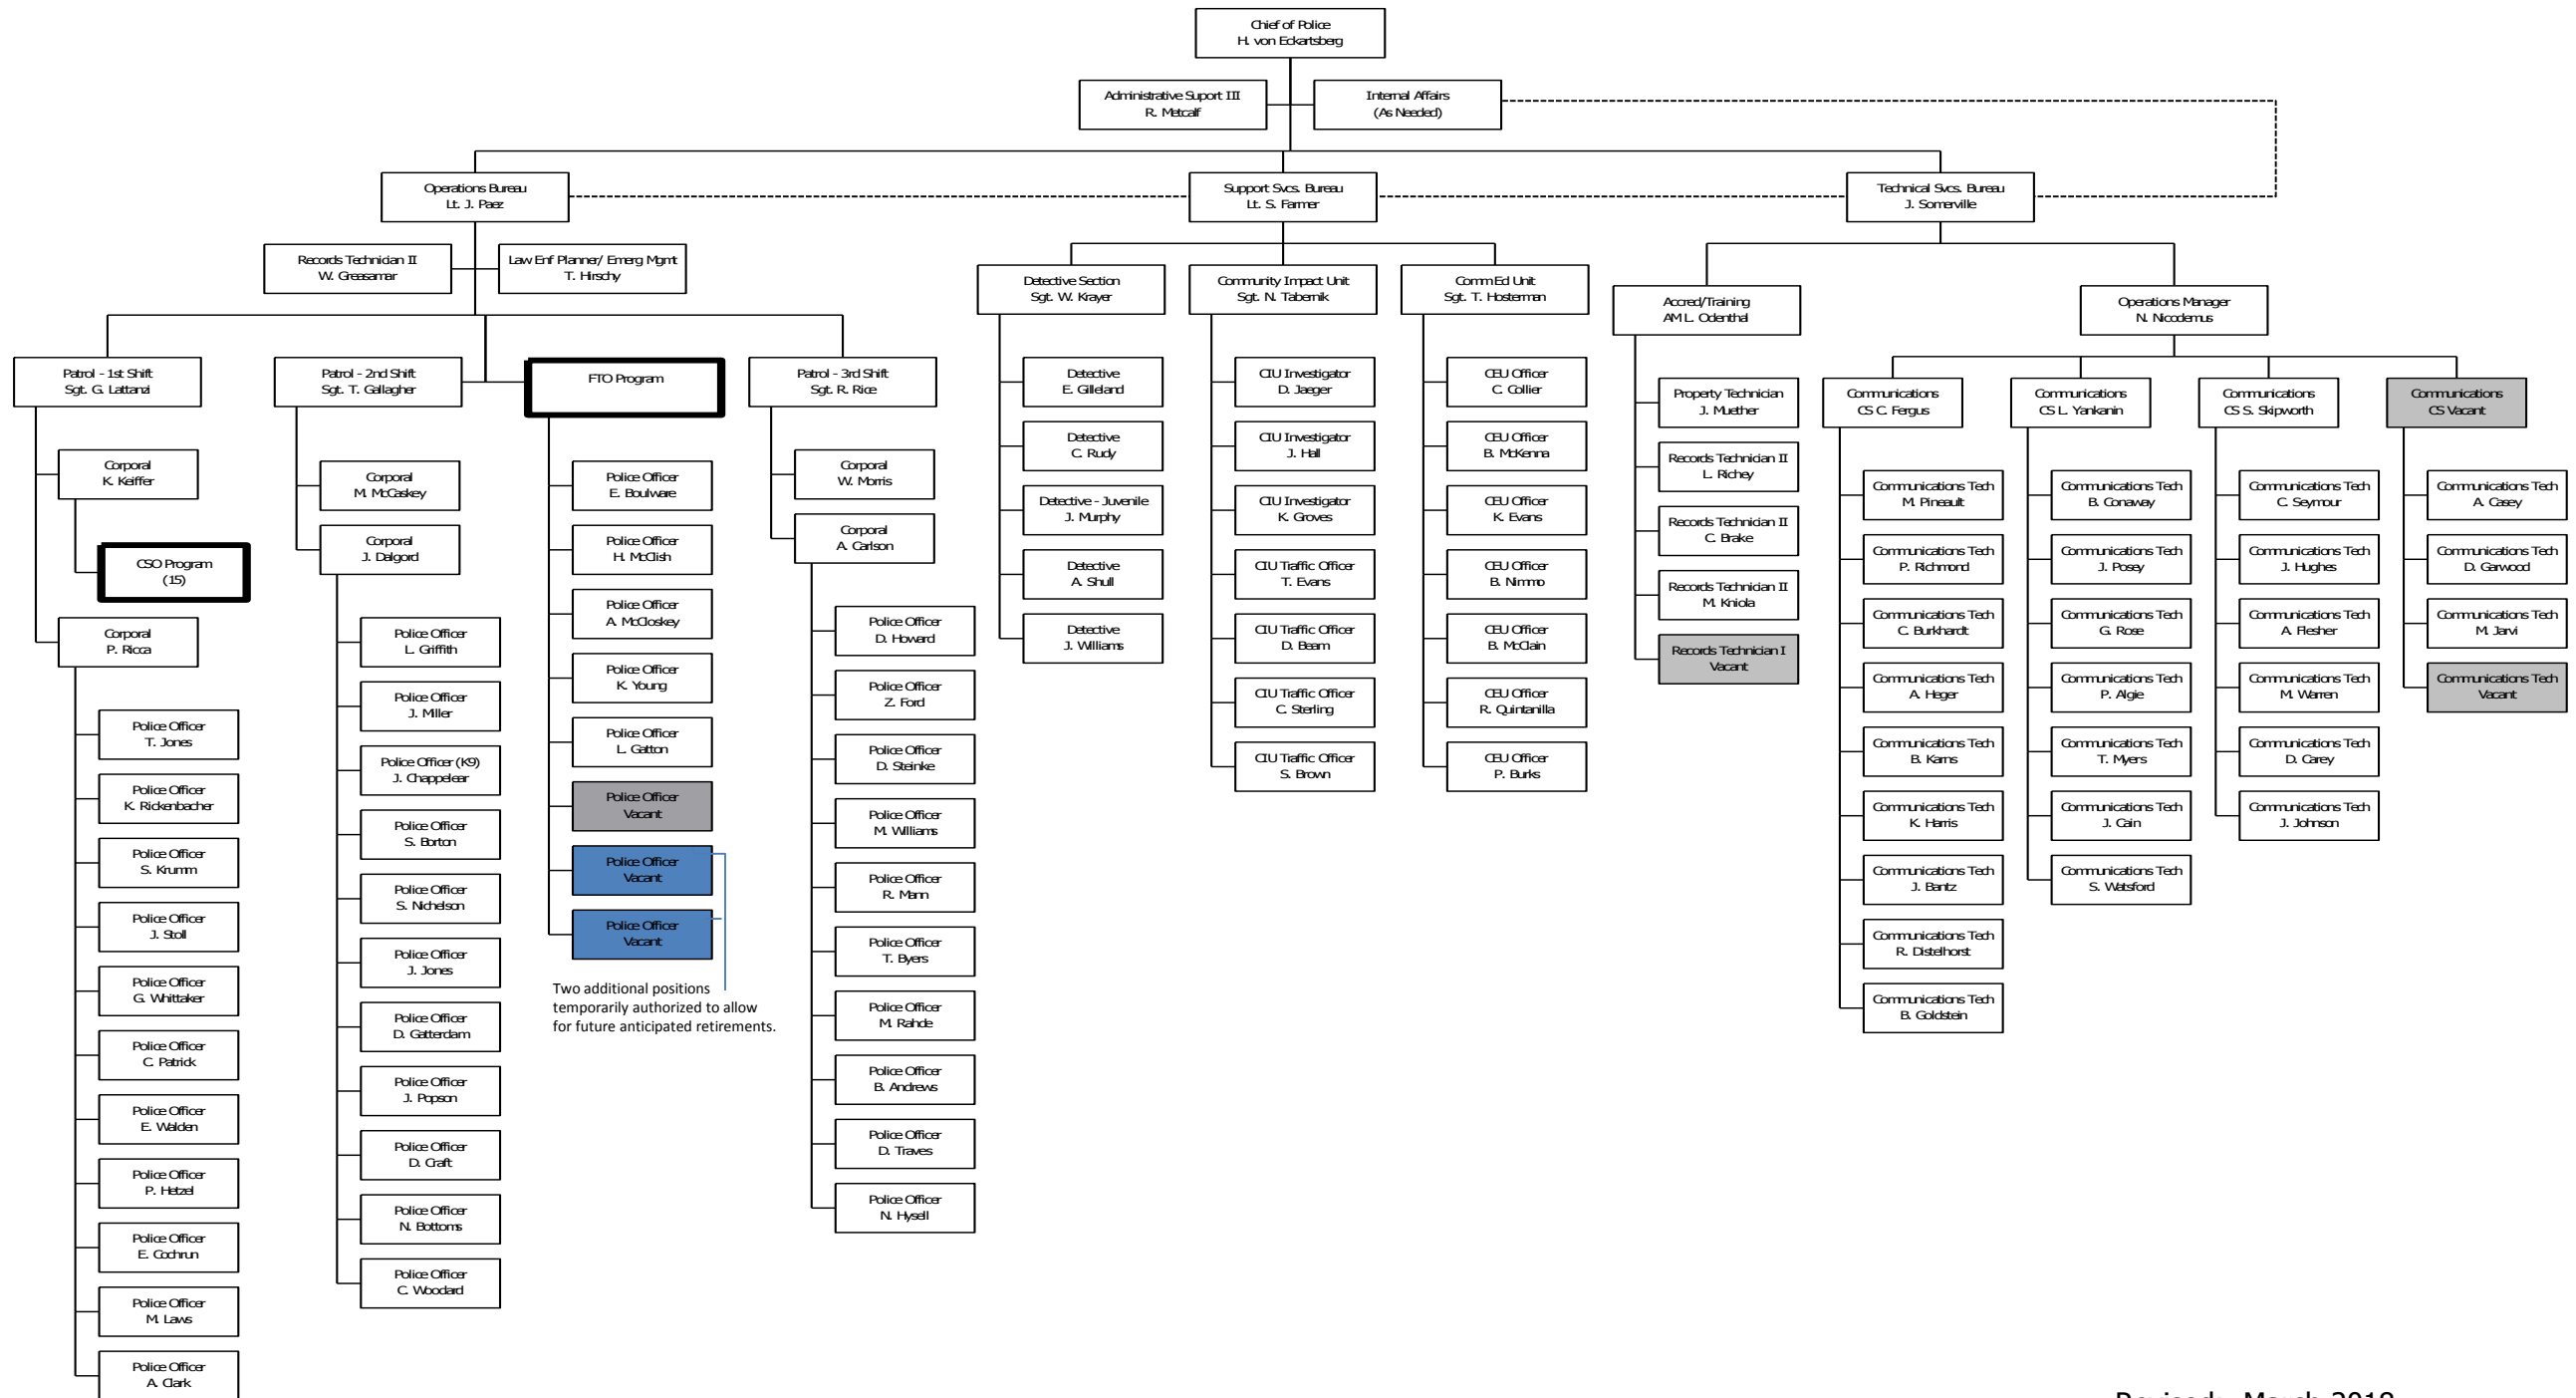 Chief of Police
H. von Eckartsberg
Administrative Suport III
R. Metcalf
Internal Affairs
(As Needed)
Operations Bureau
Lt. J. Paez
Support Svcs. Bureau
Lt. S. Farmer
Technical Svcs. Bureau
J. Somerville
Records Technician II
W. Greasamar
Law Enf Planner/ Emerg Mgmt
T. Hirschy
Patrol - 1st Shift
Sgt. G. Lattanzi
Corporal
K. Keiffer
CSO Program
(15)
Corporal
P. Ricca
Police Officer
T. Jones
Police Officer
K. Rickenbacher
Police Officer
S. Krumm
Police Officer
J. Stoll
Police Officer
G. Whittaker
Police Officer
C. Patrick
Police Officer
E. Walden
Police Officer
P. Hetzel
Police Officer
E. Cochrun
Police Officer
M. Laws
Police Officer
A. Clark
Patrol - 2nd Shift
Sgt. T. Gallagher
Corporal
M. McCaskey
Corporal
J. Dalgord
Police Officer
L. Griffith
Police Officer
J. Miller
Police Officer (K9)
J. Chappelear
Police Officer
S. Borton
Police Officer
S. Nichelson
Police Officer
J. Jones
Police Officer
D. Gatterdam
Police Officer
J. Popson
Police Officer
D. Craft
Police Officer
N. Bottoms
Police Officer
C. Woodard
FTO Program
Police Officer
E. Boulware
Police Officer
H. McClish
Police Officer
A. McCloskey
Police Officer
K. Young
Police Officer
L. Gatton
Police Officer
Vacant
Police Officer
Vacant
Police Officer
Vacant
Two additional positions
temporarily authorized to allow
for future anticipated retirements.
Patrol - 3rd Shift
Sgt. R. Rice
Corporal
W. Morris
Corporal
A. Carlson
Police Officer
D. Howard
Police Officer
Z. Ford
Police Officer
D. Steinke
Police Officer
M. Williams
Police Officer
R. Mann
Police Officer
T. Byers
Police Officer
M. Rahde
Police Officer
B. Andrews
Police Officer
D. Traves
Police Officer
N. Hysell
Detective Section
Sgt. W. Krayer
Detective
E. Gilleland
Detective
C. Rudy
Detective - Juvenile
J. Murphy
Detective
A. Shull
Detective
J. Williams
Community Impact Unit
Sgt. N. Tabernik
CIU Investigator
D. Jaeger
CIU Investigator
J. Hall
CIU Investigator
K. Groves
CIU Traffic Officer
T. Evans
CIU Traffic Officer
D. Beam
CIU Traffic Officer
C. Sterling
CIU Traffic Officer
S. Brown
Comm Ed Unit
Sgt. T. Hosterman
CEU Officer
C. Collier
CEU Officer
B. McKenna
CEU Officer
K. Evans
CEU Officer
B. Nimmo
CEU Officer
B. McClain
CEU Officer
R. Quintanilla
CEU Officer
P. Burks
Accred/Training
AM L. Odenthal
Property Technician
J. Muether
Records Technician II
L. Richey
Records Technician II
C. Brake
Records Technician II
M. Kniola
Records Technician I
Vacant
Operations Manager
N. Nicodemus
Communications
CS C. Fergus
Communications Tech
M. Pineault
Communications Tech
P. Richmond
Communications Tech
C. Burkhardt
Communications Tech
A. Heger
Communications Tech
B. Karns
Communications Tech
K. Harris
Communications Tech
J. Bantz
Communications Tech
R. Distelhorst
Communications Tech
B. Goldstein
Communications
CS L. Yankanin
Communications Tech
B. Conaway
Communications Tech
J. Posey
Communications Tech
G. Rose
Communications Tech
P. Algie
Communications Tech
T. Myers
Communications Tech
J. Cain
Communications Tech
S. Watsford
Communications
CS S. Skipworth
Communications Tech
C. Seymour
Communications Tech
J. Hughes
Communications Tech
A. Flesher
Communications Tech
M. Warren
Communications Tech
D. Carey
Communications Tech
J. Johnson
Communications
CS Vacant
Communications Tech
A. Casey
Communications Tech
D. Garwood
Communications Tech
M. Jarvi
Communications Tech
Vacant
Revised: March 2018